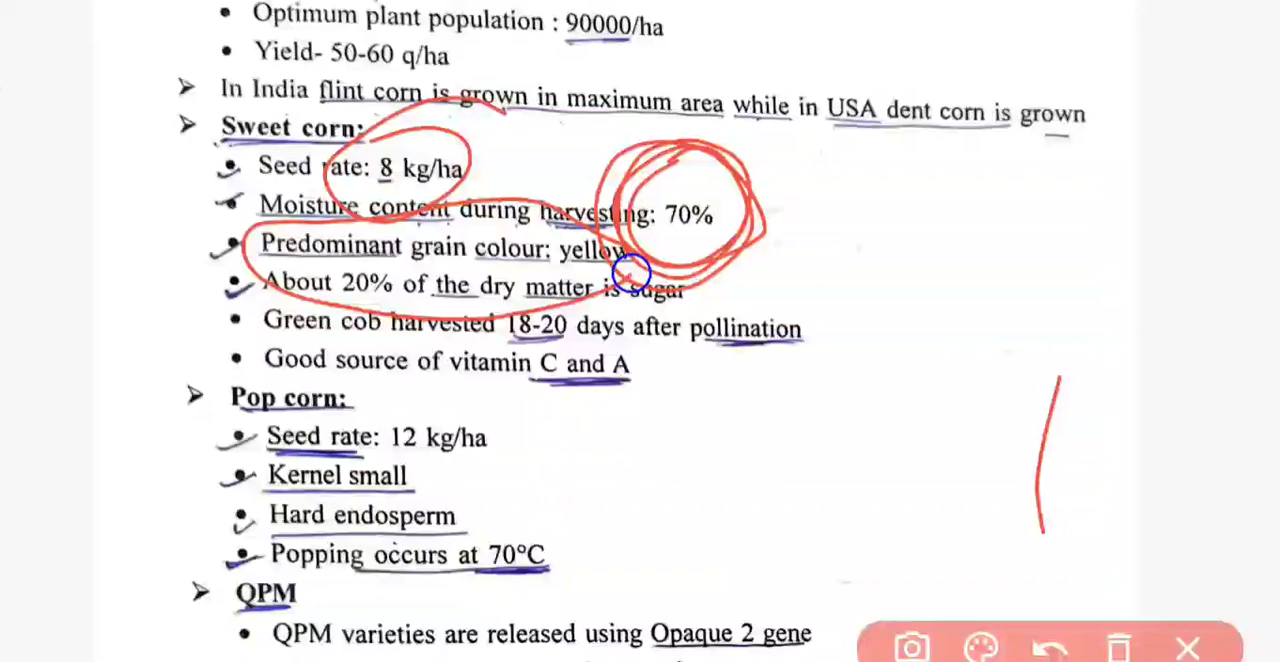 • Optimum plant population : 90000/ha
• Yield- 50-60 q/ha
➢ In India flint corn is grown in maximum area while in USA dent corn is grown
➢ Sweet corn:
• Seed rate: 8 kg/ha
• Moisture content during harvesting: 70%
• Predominant grain colour: yellow
• About 20% of the dry matter is sugar
• Green cob harvested 18-20 days after pollination
• Good source of vitamin C and A
➢ Pop corn:
• Seed rate: 12 kg/ha
• Kernel small
• Hard endosperm
• Popping occurs at 70°C
➢ QPM
• QPM varieties are released using Opaque 2 gene